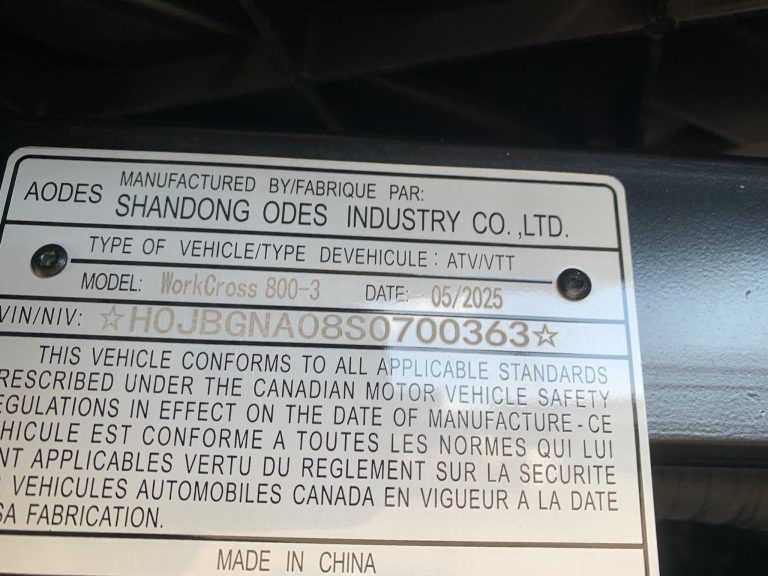 AODES MANUFACTURED BY/FABRIQUE PAR:
SHANDONG ODES INDUSTRY CO.,LTD.
TYPE OF VEHICLE/TYPE DEVEHICULE: ATV/VTT
MODEL: WorkCross 800-3 DATE: 05/2025
VIN/NIV: ☆H0JBGNA08S0700363☆
THIS VEHICLE CONFORMS TO ALL APPLICABLE STANDARDS
RESCRIBED UNDER THE CANADIAN MOTOR VEHICLE SAFETY
EGULATIONS IN EFFECT ON THE DATE OF MANUFACTURE-CE
HICULE EST CONFORME A TOUTES LES NORMES QUI LUI
NT APPLICABLES VERTU DU REGLEMENT SUR LA SECURITE
VEHICULES AUTOMOBILES CANADA EN VIGUEUR A LA DATE
SA FABRICATION.
MADE IN CHINA